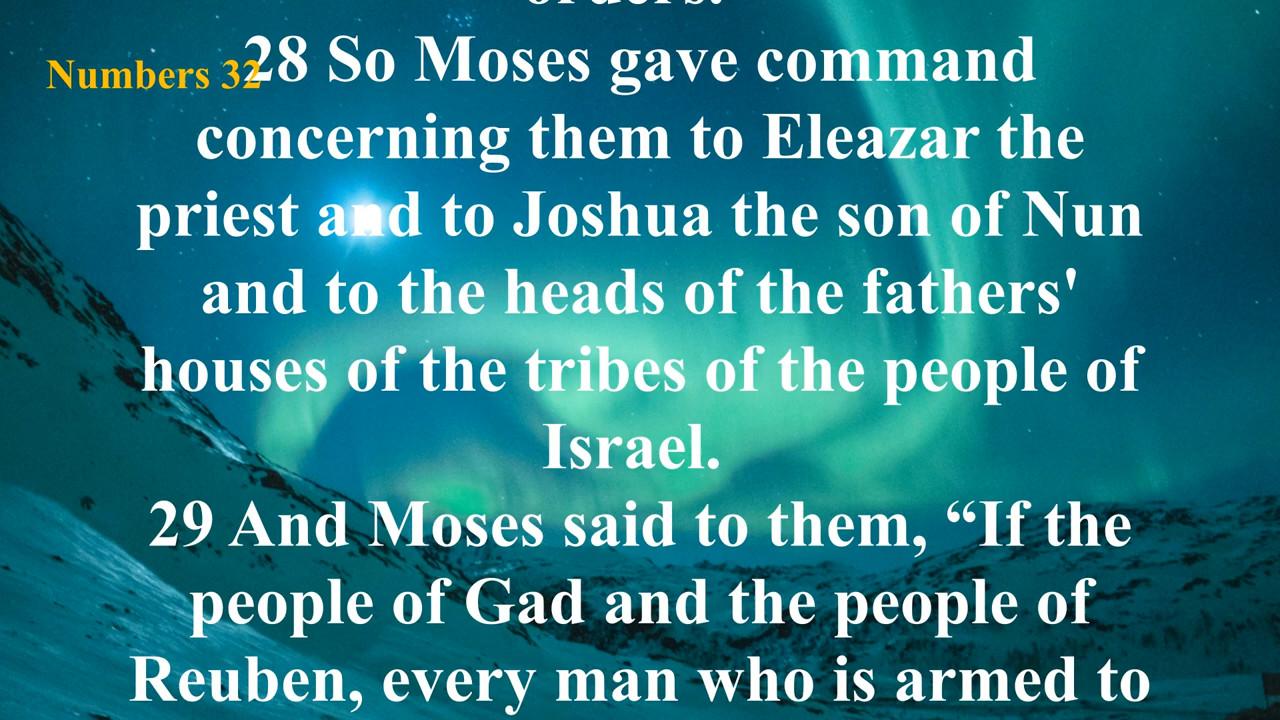 orders."
Numbers 32
28 So Moses gave command
concerning them to Eleazar the
priest and to Joshua the son of Nun
and to the heads of the fathers'
houses of the tribes of the people of
Israel.
29 And Moses said to them, “If the
people of Gad and the people of
Reuben, every man who is armed to